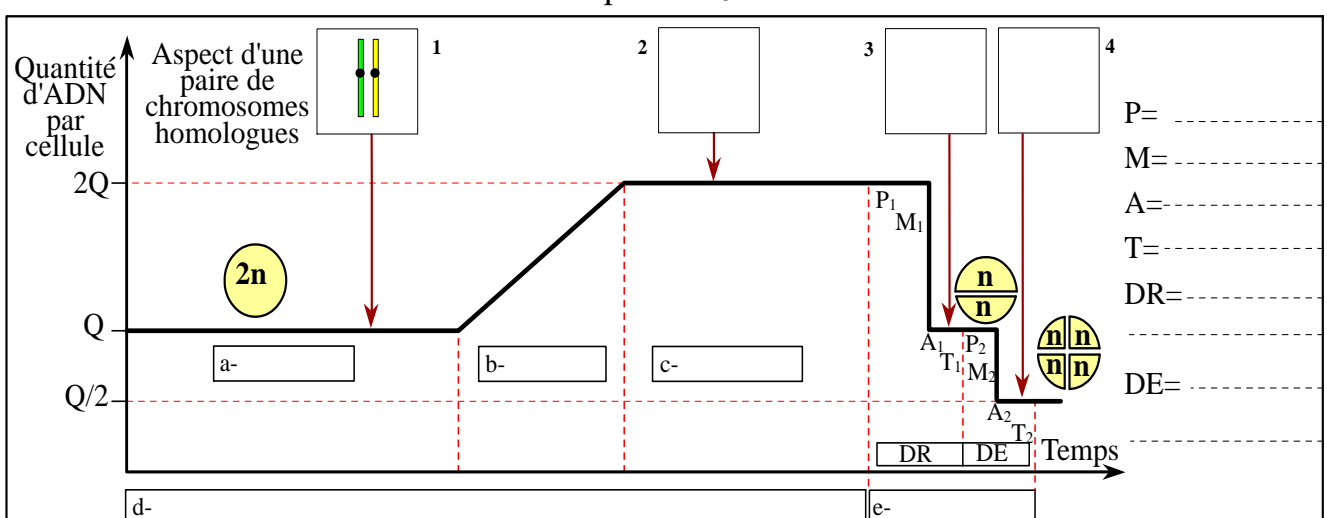 Quantité
d'ADN
par
cellule
Aspect d'une
paire de
chromosomes
homologues
1
2
3
4
2Q
Q
Q/2
2n
P1
M1
n
n
A1
T1
P2
M2
n n
n n
A2
T2
a-
b-
c-
DR
DE
Temps
d-
e-
P=
M=
A=
T=
DR=
DE=